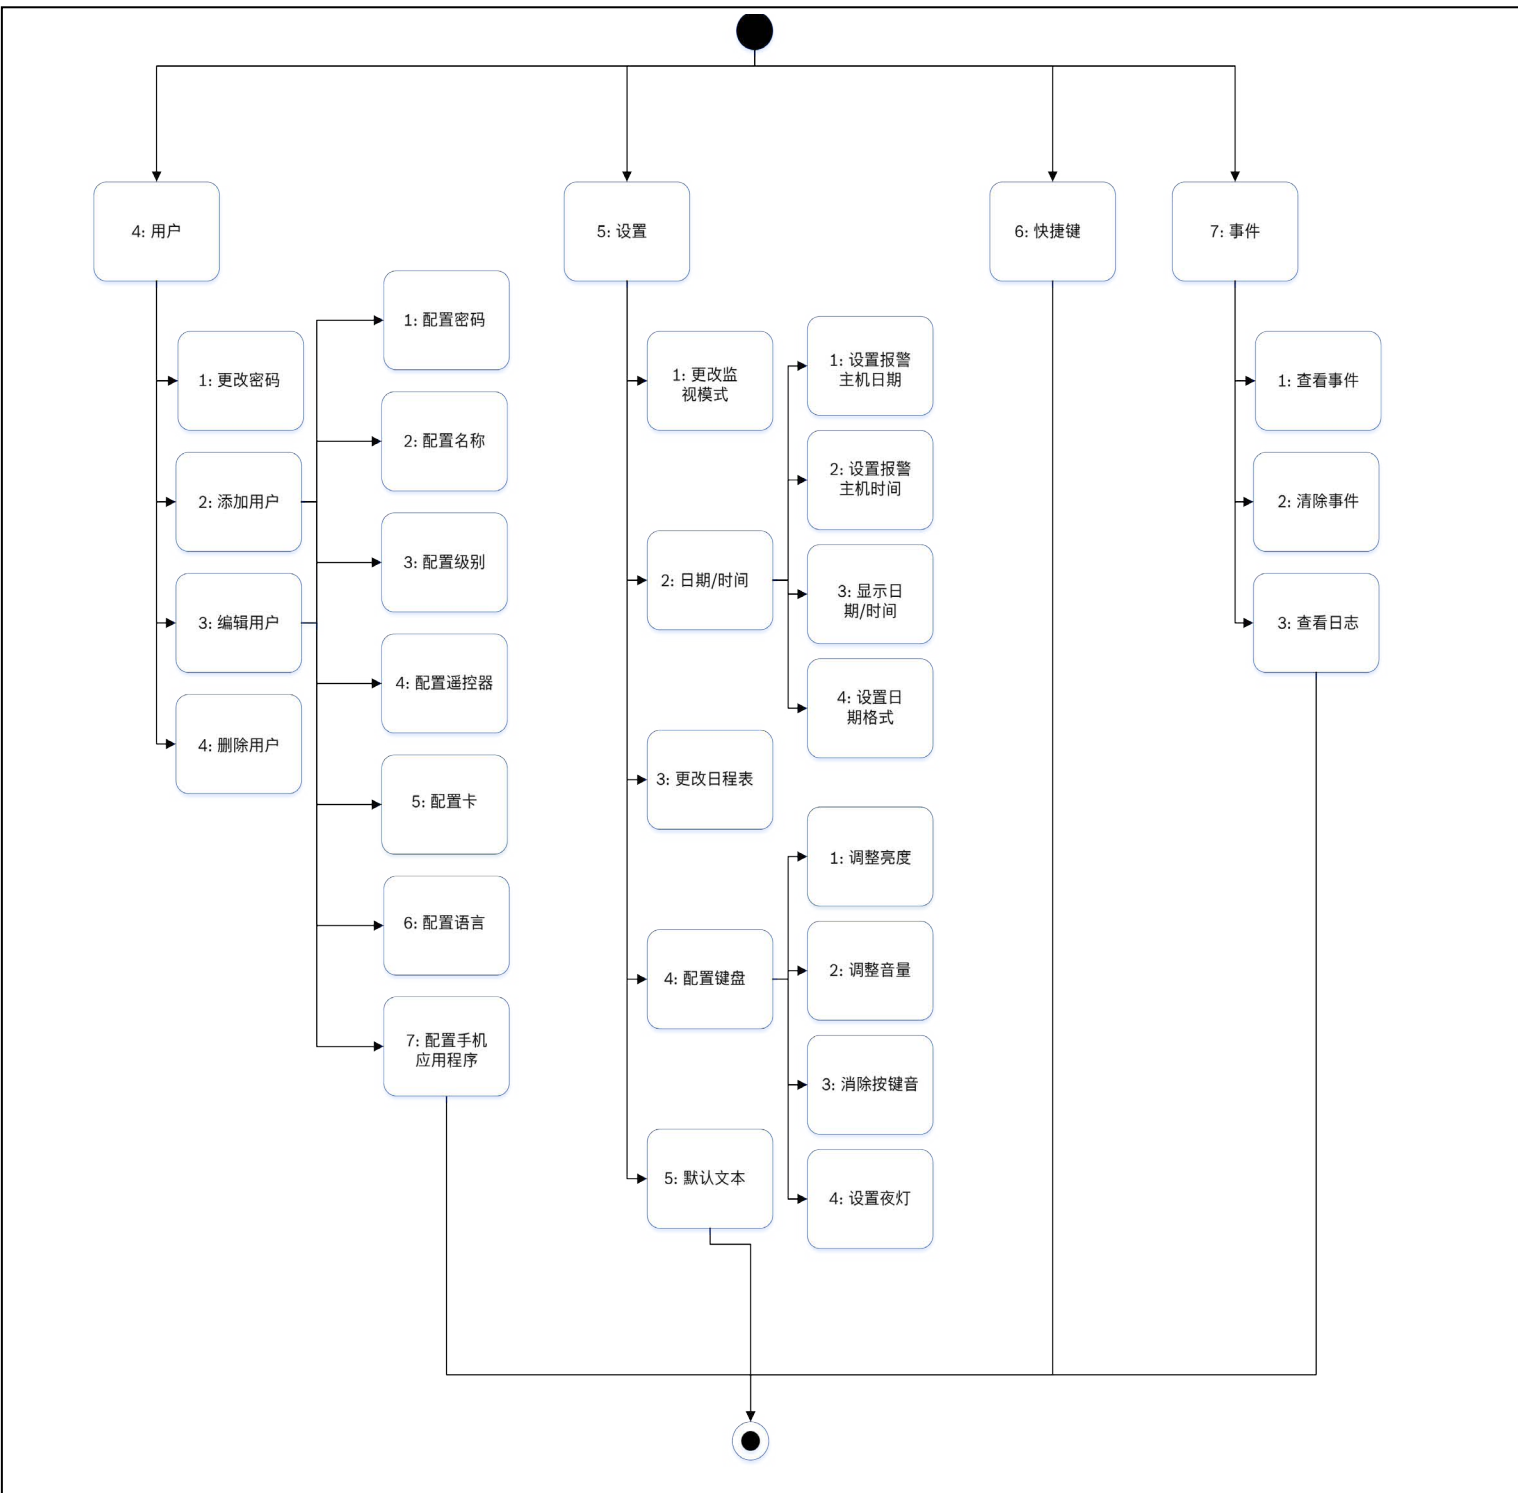 4: 用户
5: 设置
6: 快捷键
7: 事件
1: 更改密码
2: 添加用户
3: 编辑用户
4: 删除用户
1: 配置密码
2: 配置名称
3: 配置级别
4: 配置遥控器
5: 配置卡
6: 配置语言
7: 配置手机
应用程序
1: 更改监
视模式
2: 日期/时间
3: 更改日程表
4: 配置键盘
5: 默认文本
1: 设置报警
主机日期
2: 设置报警
主机时间
3: 显示日
期/时间
4: 设置日
期格式
1: 调整亮度
2: 调整音量
3: 消除按键音
4: 设置夜灯
1: 查看事件
2: 清除事件
3: 查看日志